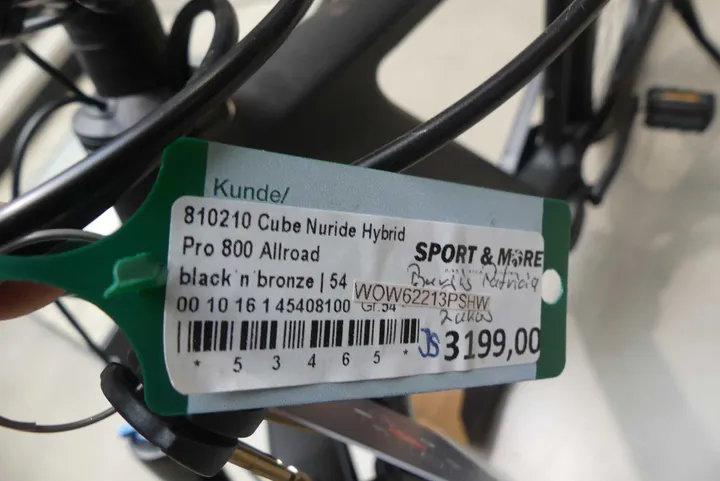 Kunde/
810210 Cube Nuride Hybrid
Pro 800 Allroad
SPORT & MORE
black'n'bronze | 54
00 10 16 1 45408100 Gr.54
WOW62213PSHW
* 5 3 4 6 5 *
JS 3199,00